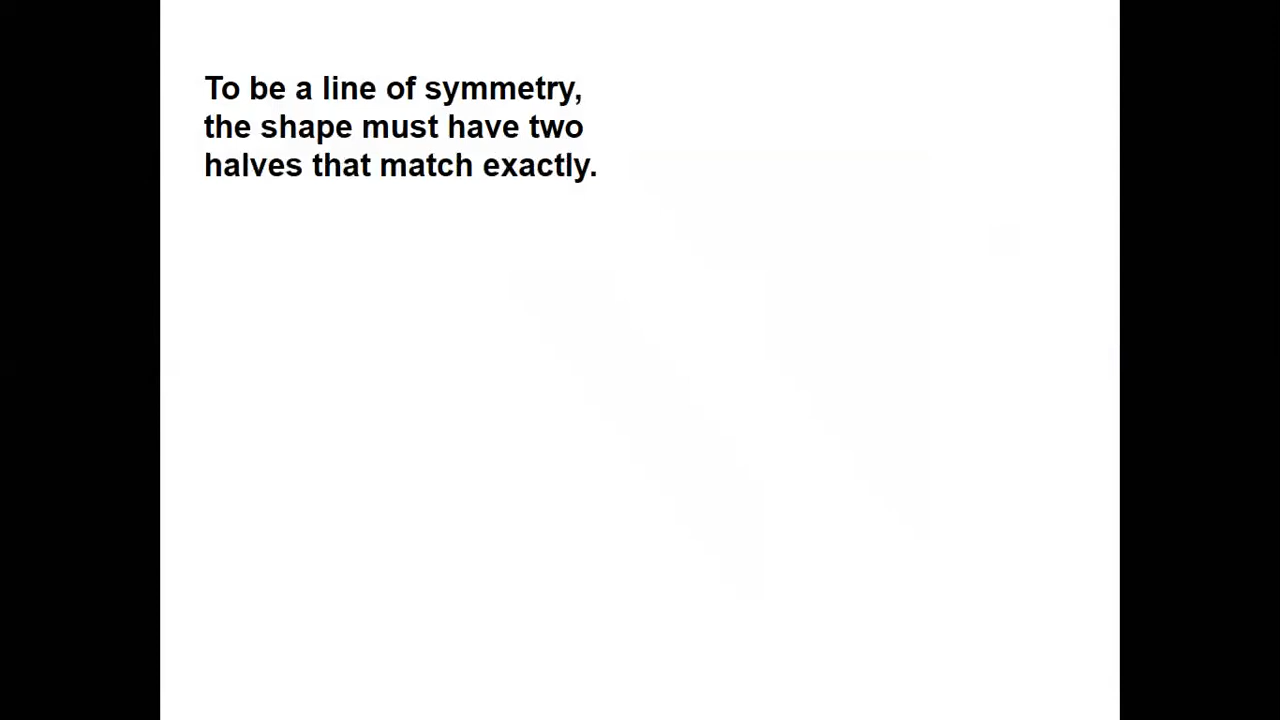 To be a line of symmetry,
the shape must have two
halves that match exactly.